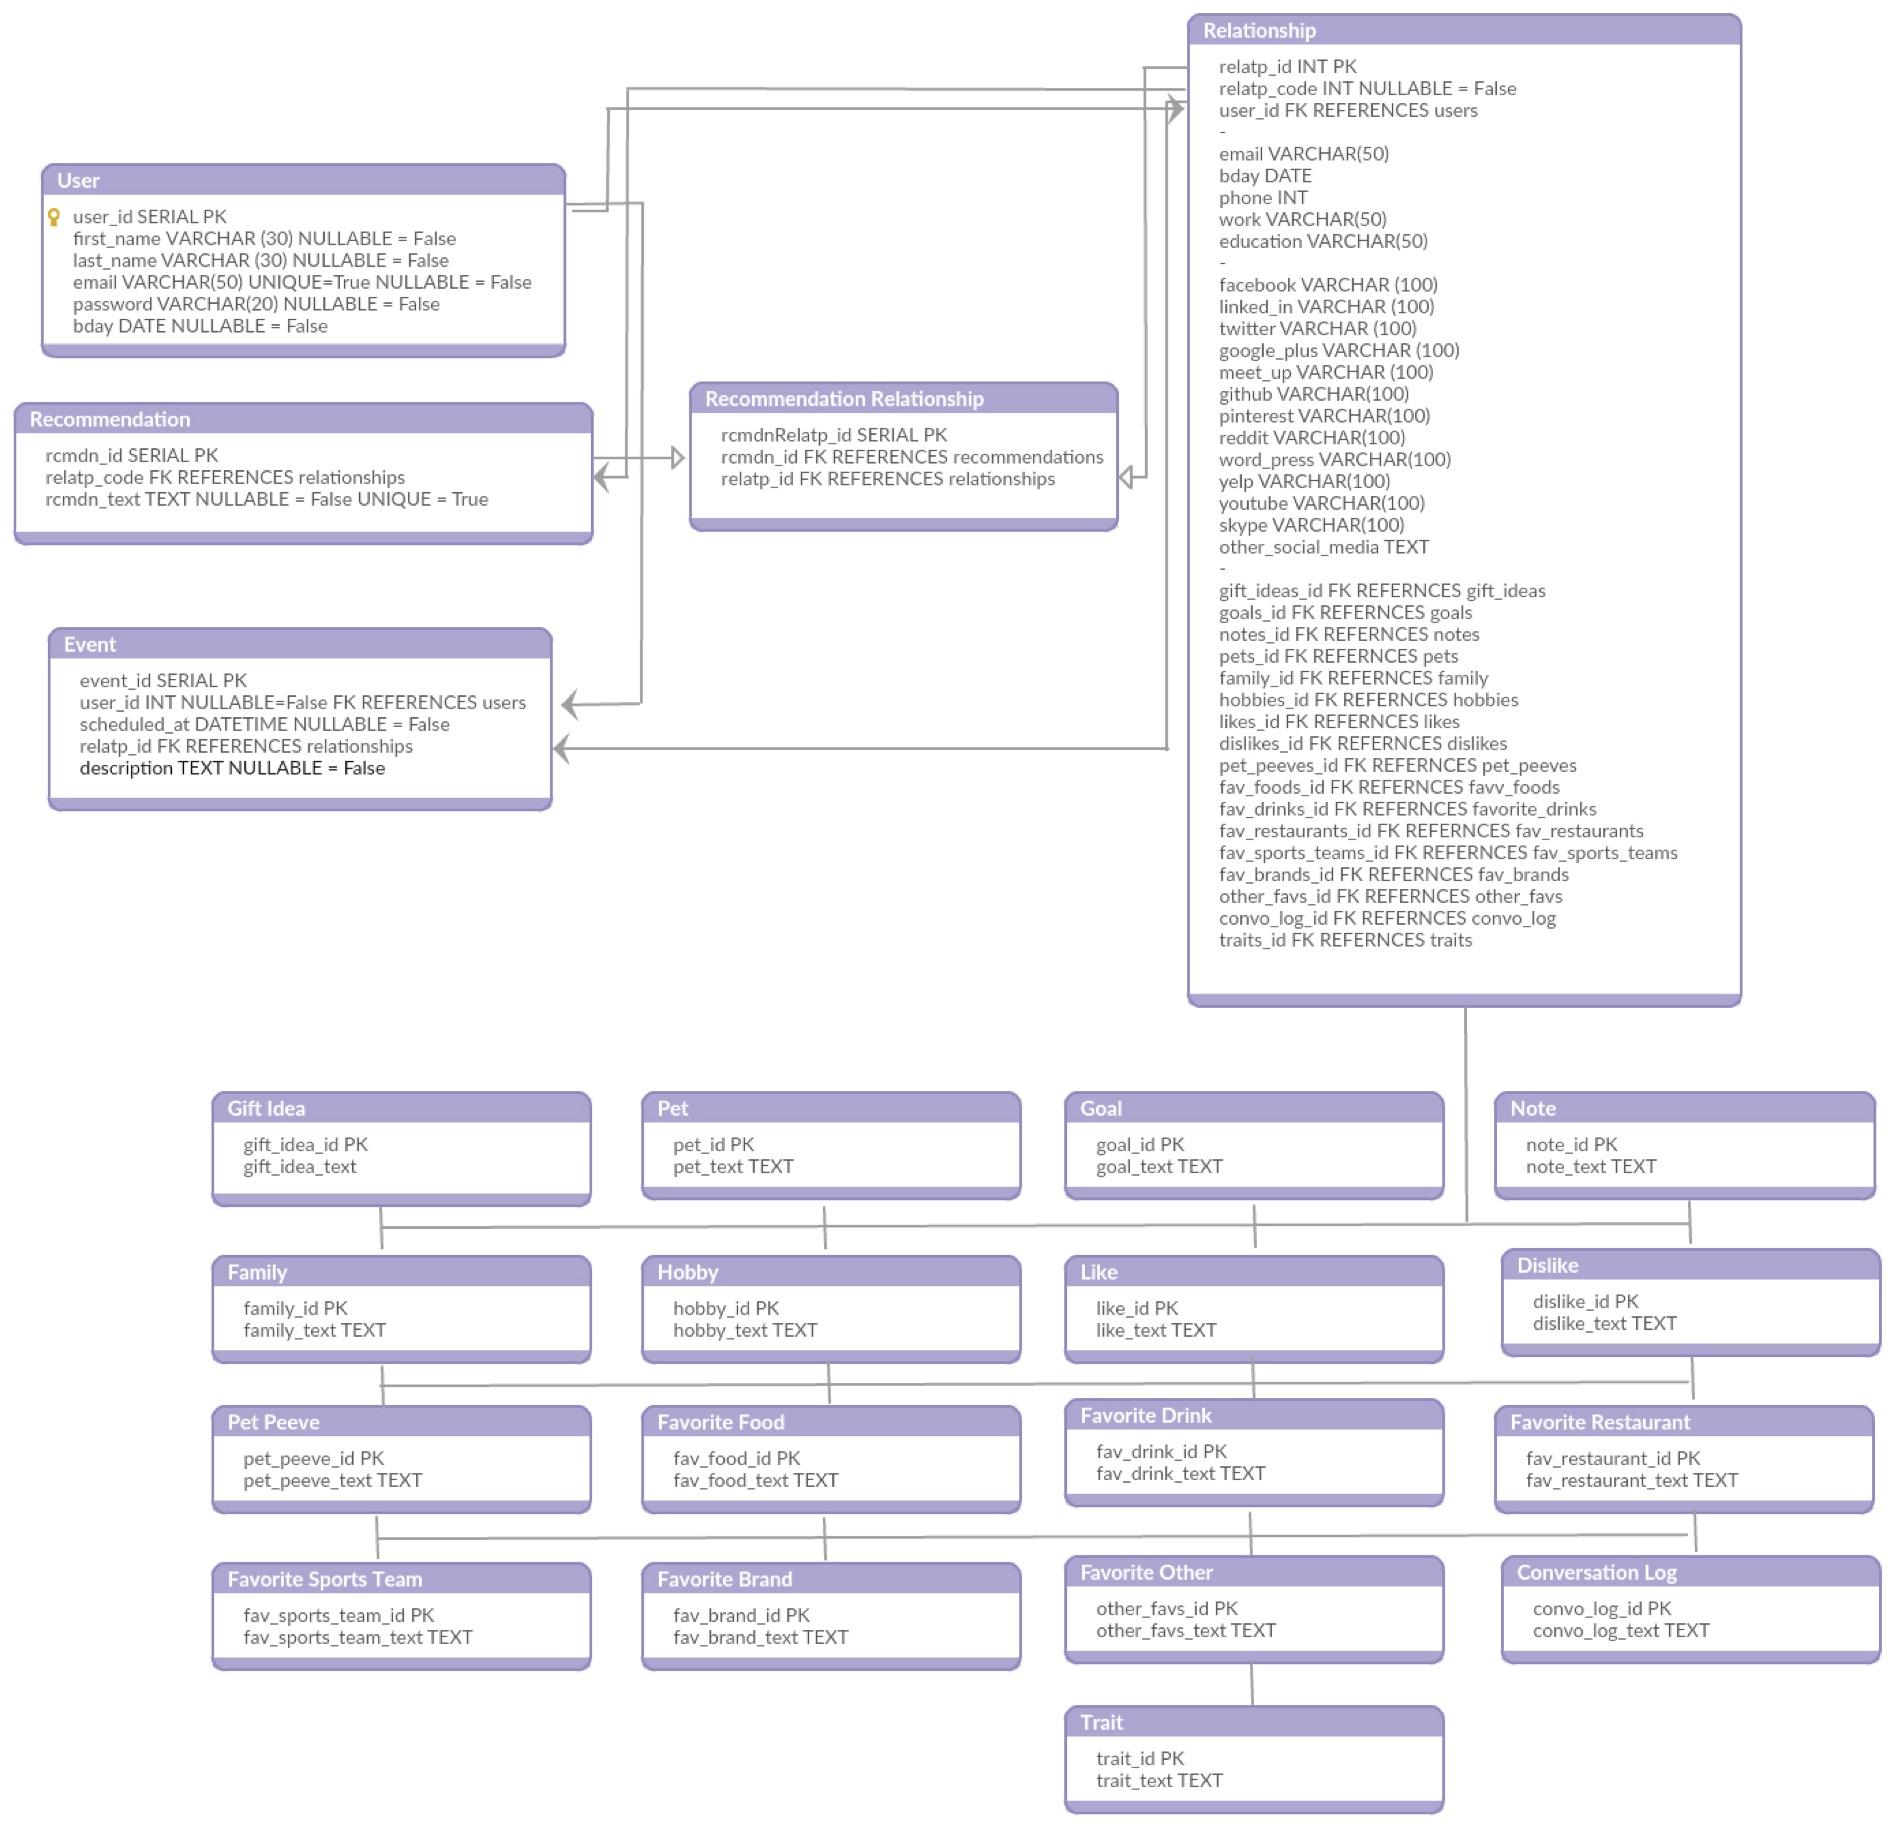 Relationship
relatp_id INT PK
relatp_code INT NULLABLE = False
user_id FK REFERENCES users
-
email VARCHAR(50)
bday DATE
phone INT
work VARCHAR(50)
education VARCHAR(50)
-
facebook VARCHAR (100)
linked_in VARCHAR (100)
twitter VARCHAR (100)
google_plus VARCHAR (100)
meet_up VARCHAR (100)
github VARCHAR(100)
pinterest VARCHAR(100)
reddit VARCHAR(100)
word_press VARCHAR(100)
yelp VARCHAR(100)
youtube VARCHAR(100)
skype VARCHAR(100)
other_social_media TEXT
-
gift_ideas_id FK REFERNCES gift_ideas
goals_id FK REFERNCES goals
notes_id FK REFERNCES notes
pets_id FK REFERNCES pets
family_id FK REFERNCES family
hobbies_id FK REFERNCES hobbies
likes_id FK REFERNCES likes
dislikes_id FK REFERNCES dislikes
pet_peeves_id FK REFERNCES pet_peeves
fav_foods_id FK REFERNCES favv_foods
fav_drinks_id FK REFERNCES favorite_drinks
fav_restaurants_id FK REFERNCES fav_restaurants
fav_sports_teams_id FK REFERNCES fav_sports_teams
fav_brands_id FK REFERNCES fav_brands
other_favs_id FK REFERNCES other_favs
convo_log_id FK REFERNCES convo_log
traits_id FK REFERNCES traits
User
user_id SERIAL PK
first_name VARCHAR (30) NULLABLE = False
last_name VARCHAR (30) NULLABLE = False
email VARCHAR(50) UNIQUE=True NULLABLE = False
password VARCHAR(20) NULLABLE = False
bday DATE NULLABLE = False
Recommendation
rcmdn_id SERIAL PK
relatp_code FK REFERENCES relationships
rcmdn_text TEXT NULLABLE = False UNIQUE = True
Recommendation Relationship
rcmdnRelatp_id SERIAL PK
rcmdn_id FK REFERENCES recommendations
relatp_id FK REFERENCES relationships
Event
event_id SERIAL PK
user_id INT NULLABLE=False FK REFERENCES users
scheduled_at DATETIME NULLABLE = False
relatp_id FK REFERENCES relationships
description TEXT NULLABLE = False
Gift Idea
gift_idea_id PK
gift_idea_text
Pet
pet_id PK
pet_text TEXT
Goal
goal_id PK
goal_text TEXT
Note
note_id PK
note_text TEXT
Family
family_id PK
family_text TEXT
Hobby
hobby_id PK
hobby_text TEXT
Like
like_id PK
like_text TEXT
Dislike
dislike_id PK
dislike_text TEXT
Pet Peeve
pet_peeve_id PK
pet_peeve_text TEXT
Favorite Food
fav_food_id PK
fav_food_text TEXT
Favorite Drink
fav_drink_id PK
fav_drink_text TEXT
Favorite Restaurant
fav_restaurant_id PK
fav_restaurant_text TEXT
Favorite Sports Team
fav_sports_team_id PK
fav_sports_team_text TEXT
Favorite Brand
fav_brand_id PK
fav_brand_text TEXT
Favorite Other
other_favs_id PK
other_favs_text TEXT
Conversation Log
convo_log_id PK
convo_log_text TEXT
Trait
trait_id PK
trait_text TEXT